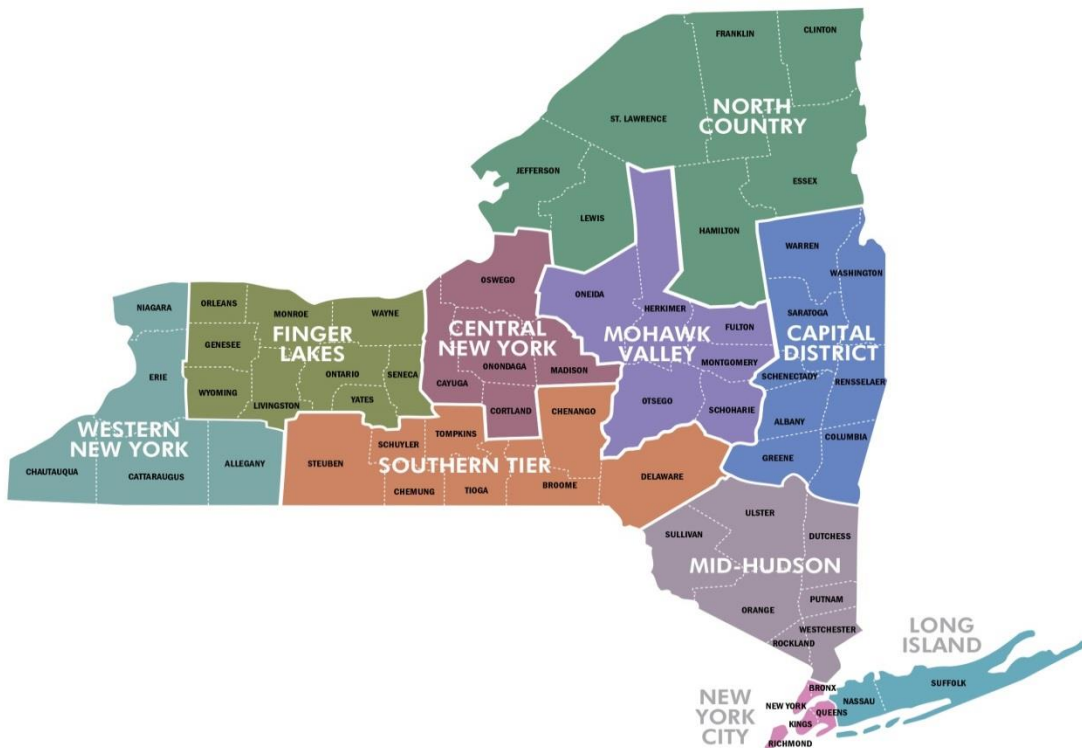 FRANKLIN
CLINTON
NORTH
COUNTRY
ST. LAWRENCE
JEFFERSON
ESSEX
LEWIS
HAMILTON
WARREN
WASHINGTON
SARATOGA
CAPITAL
DISTRICT
SCHENECTADY
RENSSELAER
ALBANY
COLUMBIA
GREENE
ONEIDA
HERKIMER
FULTON
MOHAWK
VALLEY
MONTGOMERY
OTSEGO
SCHOHARIE
OSWEGO
CENTRAL
NEW YORK
ONONDAGA
MADISON
CAYUGA
CORTLAND
ORLEANS
MONROE
WAYNE
GENESEE
FINGER
LAKES
ONTARIO
SENECA
WYOMING
LIVINGSTON
YATES
NIAGARA
ERIE
WESTERN
NEW YORK
CHAUTAUQUA
CATTARAUGUS
ALLEGANY
CHENANGO
TOMPKINS
SCHUYLER
STEUBEN
SOUTHERN TIER
DELAWARE
CHEMUNG
TIOGA
BROOME
ULSTER
SULLIVAN
DUTCHESS
MID-HUDSON
PUTNAM
ORANGE
WESTCHESTER
ROCKLAND
LONG
ISLAND
SUFFOLK
NASSAU
NEW
YORK
CITY
BRONX
NEW YORK
QUEENS
KINGS
RICHMOND